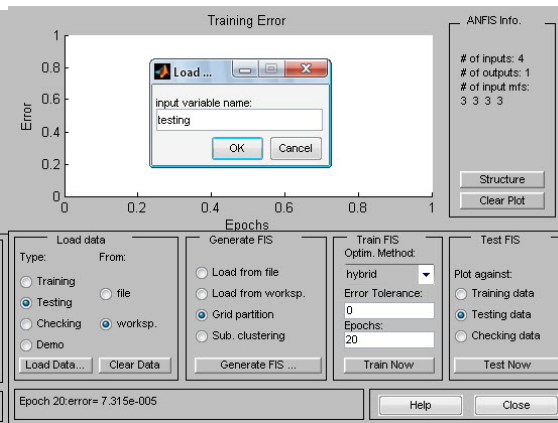 Training Error
ANFIS Info.
1
0.8
0.6
0.4
0.2
0
Error
0
0.2
0.4
0.6
0.8
1
Epochs
Load ...
input variable name:
testing
OK
Cancel
# of inputs: 4
# of outputs: 1
# of input mfs:
3 3 3 3
Structure
Clear Plot
Load data
Type:
From:
Training
Testing
Checking
Demo
file
worksp.
Load Data...
Clear Data
Generate FIS
Load from file
Load from worksp.
Grid partition
Sub. clustering
Generate FIS ...
Train FIS
Optim. Method:
hybrid
Error Tolerance:
0
Epochs:
20
Train Now
Test FIS
Plot against:
Training data
Testing data
Checking data
Test Now
Epoch 20:error= 7.315e-005
Help
Close